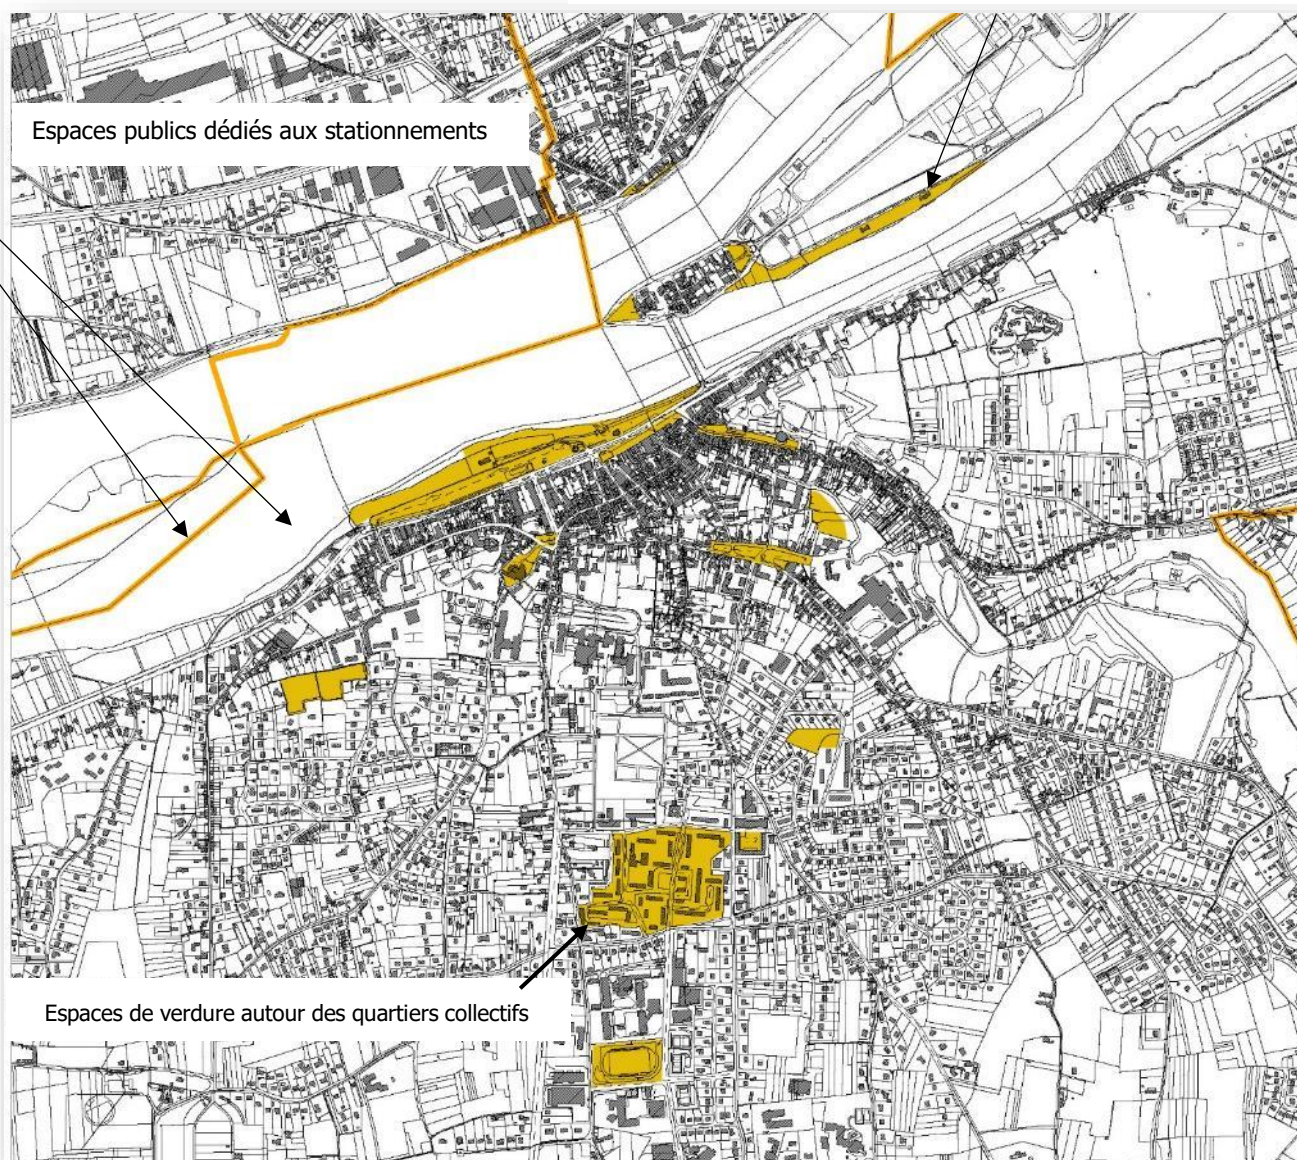 Espaces publics dédiés aux stationnements
Espaces de verdure autour des quartiers collectifs